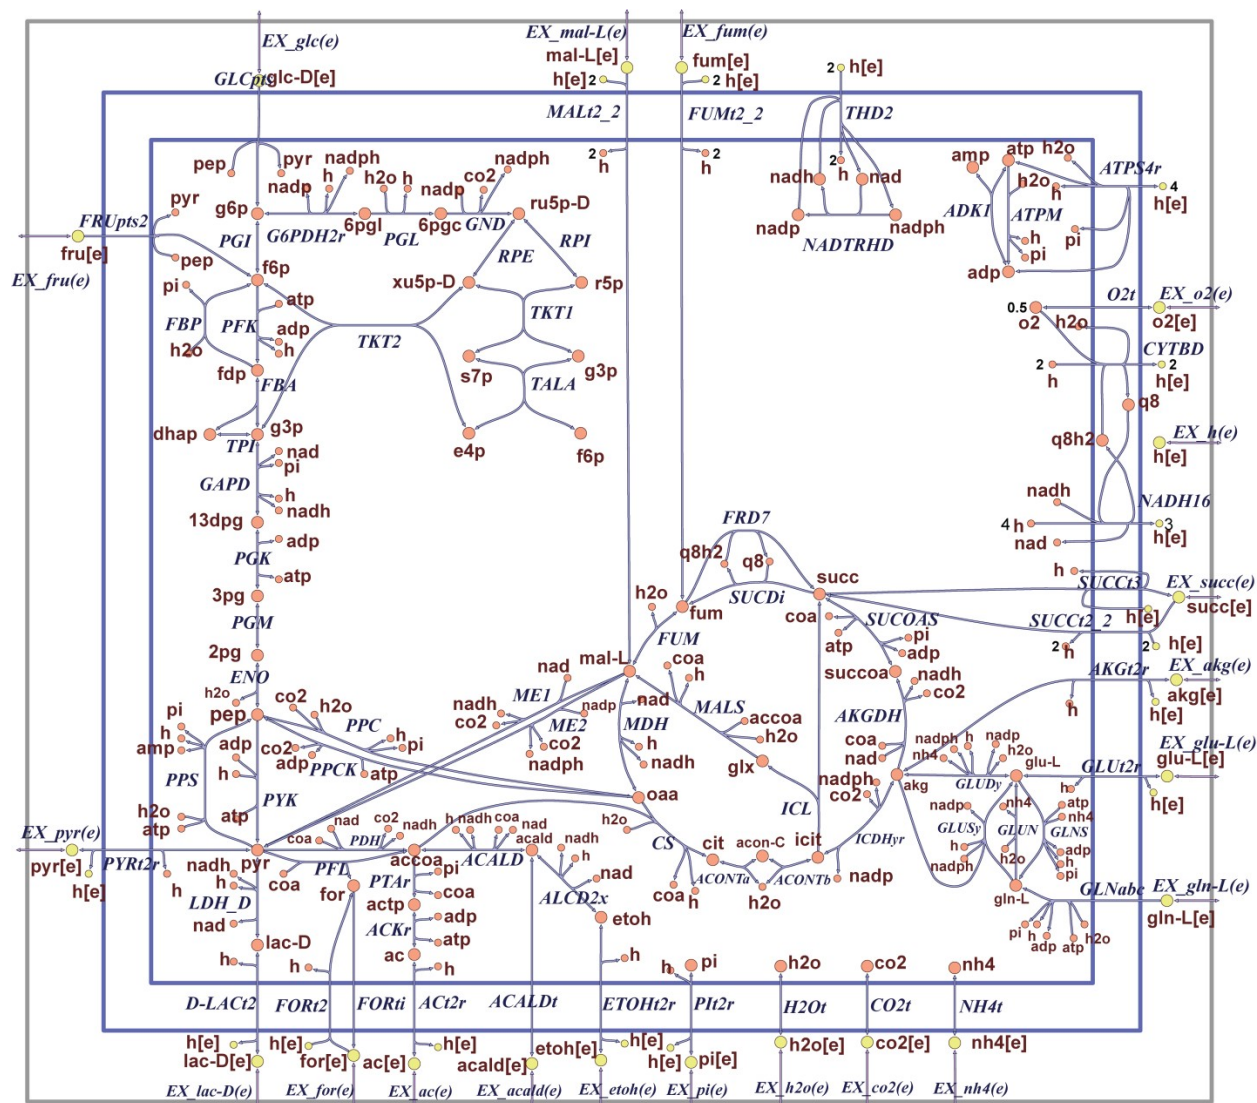 EX_glc(e)
EX_mal-L(e)
EX_fum(e)
glc-D[e]
GLCpts
mal-L[e]
fum[e]
h[e] 2
2 h[e]
2 h[e]
MALt2_2
FUMt2_2
THD2
pep
pyr
nadp
h
nadph
h2o
h
nadp
co2
nadph
2 h
2 h
2 h
nadh
nad
nadp
nadph
NADTRHD
amp
atp
h2o
ATPS4r
h2o
h
4
h[e]
ADK1
ATPM
h
pi
pi
adp
pyr
FRUpts2
fru[e]
EX_fru(e)
pep
g6p
G6PDH2r
6pgl
PGL
6pgc
GND
ru5p-D
PGI
RPE
RPI
f6p
xu5p-D
r5p
pi
FBP
h2o
atp
PFK
adp
h
TKT2
TKT1
fdp
s7p
g3p
FBA
TALA
dhap
g3p
TPI
e4p
f6p
0.5
o2
O2t
EX_o2(e)
o2[e]
h2o
CYTBD
2
h
2
h[e]
q8
q8h2
EX_h(e)
h[e]
nad
pi
GAPD
h
nadh
13dpg
nadh
NADH16
4 h
3
h[e]
nad
adp
PGK
atp
3pg
PGM
2pg
ENO
h2o
pep
FRD7
q8h2
q8
SUCDi
succ
h
SUCCt3
EX_succ(e)
succ[e]
h[e]
SUCCt2_2
2 h
2
h[e]
h2o
fum
FUM
coa
SUCOAS
atp
pi
adp
succoa
mal-L
nad
ME1
nadh
co2
ME2
nadp
co2
nadph
coa
h
nad
MALS
MDH
h
nadh
accoa
h2o
glx
AKGDH
nadh
co2
coa
nad
AKGt2r
EX_akg(e)
akg[e]
h
h[e]
pi
h
amp
PPS
h2o
atp
adp
h
PYK
atp
co2
h2o
PPC
h
pi
co2
adp
PPCK
atp
oaa
h2o
CS
coa
h
cit
acon-C
icit
ACONTa
ACONTb
h2o
ICL
nadph
co2
ICDHyr
nadp
akg
nadph
nh4
h
nadp
h2o
GLUDy
glu-L
EX_glu-L(e)
glu-L[e]
GLUt2r
h
h[e]
nadp
GLUSy
h
nadph
nh4
GLUN
h2o
atp
nh4
GLNS
adp
h
pi
gln-L
GLNabc
EX_gln-L(e)
gln-L[e]
pi
h
adp
atp
h2o
EX_pyr(e)
pyr[e]
PYRt2r
h[e]
h
pyr
nadh
h
LDH_D
nad
lac-D
h
nad
coa
PDH
co2
nadh
PFL
coa
for
h
accoa
pi
PTAr
coa
actp
adp
ACKr
atp
ac
h
h
nadh
coa
nad
ACALD
acald
nadh
h
nad
ALCD2x
etoh
h
pi
h
h2o
co2
nh4
D-LACt2
FORt2
FORti
ACt2r
ACALDt
ETOHt2r
PIt2r
H2Ot
CO2t
NH4t
h[e]
lac-D[e]
h[e]
for[e]
h[e]
ac[e]
acald[e]
etoh[e]
h[e]
h[e]
pi[e]
h2o[e]
co2[e]
nh4[e]
EX_lac-D(e)
EX_for(e)
EX_ac(e)
EX_acald(e)
EX_etoh(e)
EX_pi(e)
EX_h2o(e)
EX_co2(e)
EX_nh4(e)